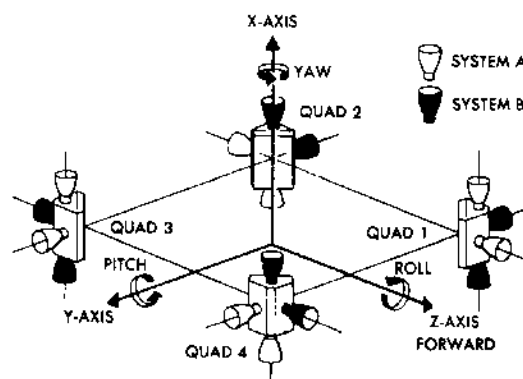 X-AXIS
YAW
SYSTEM A
SYSTEM B
QUAD 2
QUAD 3
QUAD 1
PITCH
ROLL
Y-AXIS
Z-AXIS
FORWARD
QUAD 4